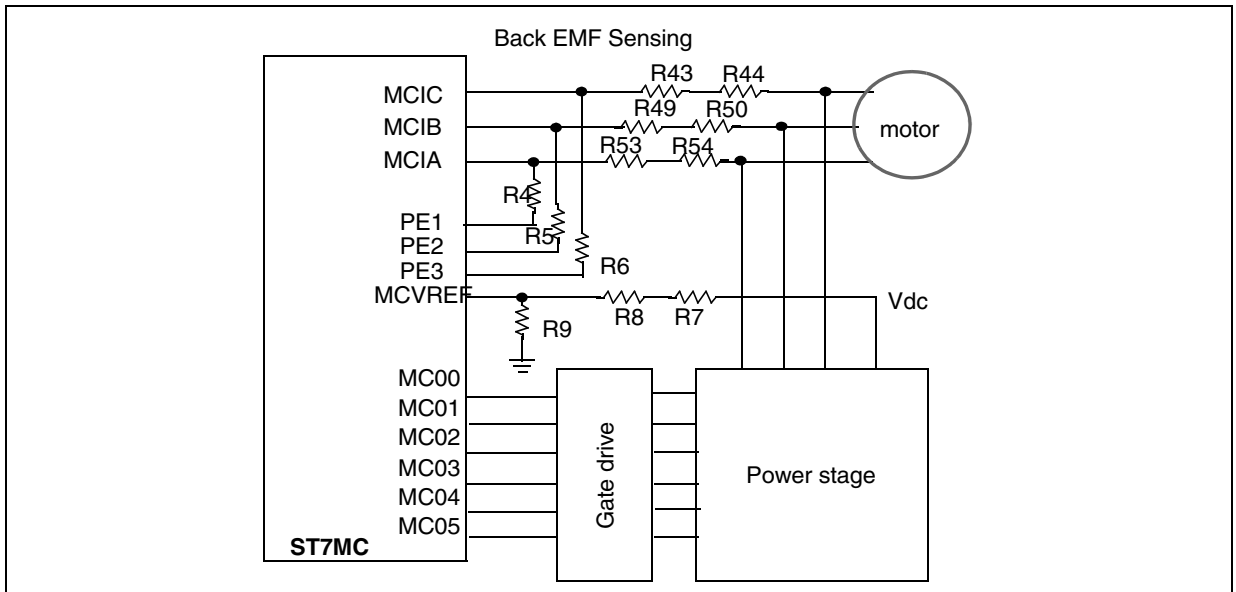 Back EMF Sensing
R43 R44
MCIC
R49 R50
MCIB
motor
R53 R54
MCIA
R4
PE1
R5
PE2
PE3
R6
MCVREF
Vdc
R8 R7
R9
MC00
MC01
MC02
MC03
MC04
MC05
Gate drive
Power stage
ST7MC